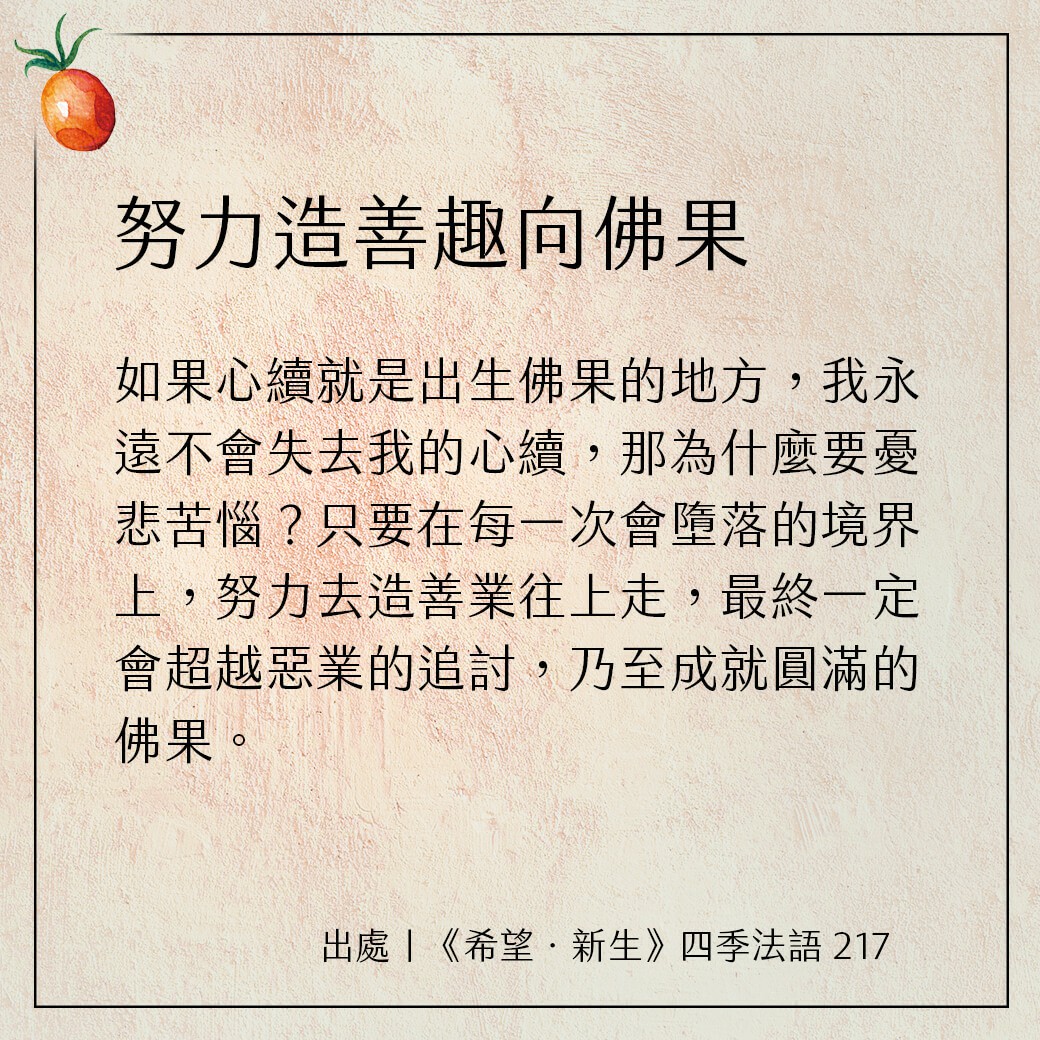 努力造善趣向佛果
如果心續就是出生佛果的地方，我永
遠不會失去我的心續，那為什麼要憂
悲苦惱？只要在每一次會墮落的境界
上，努力去造善業往上走，最終一定
會超越惡業的追討，乃至成就圓滿的
佛果。
出處｜《希望．新生》四季法語 217